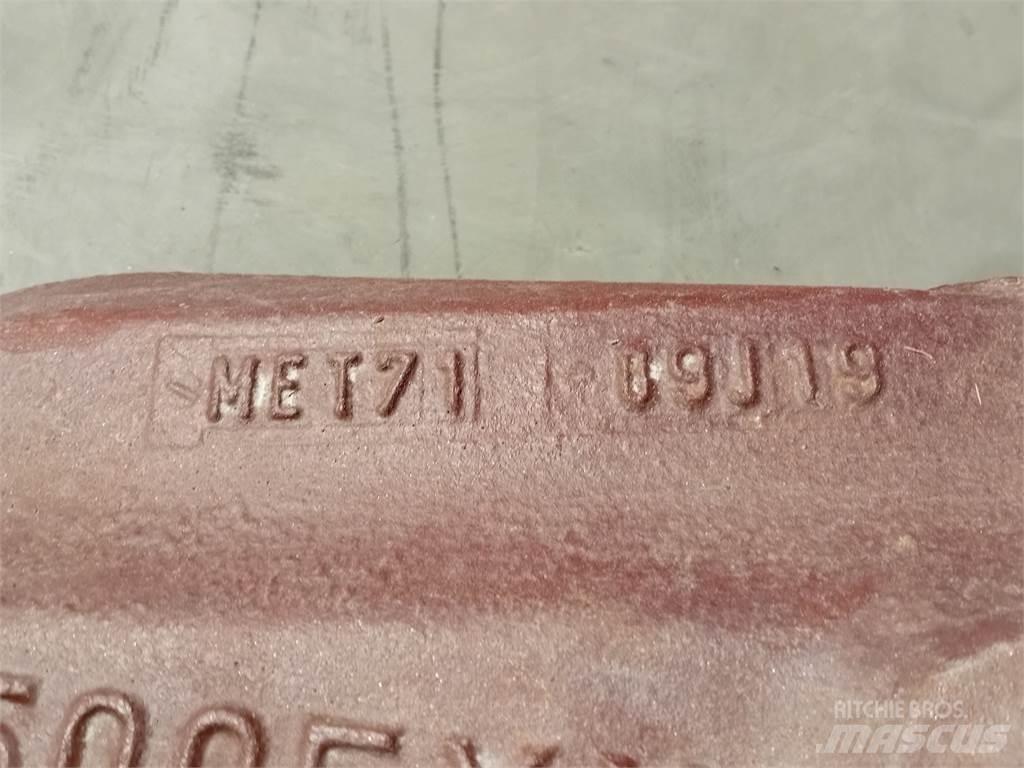 MET71 09J19
RITCHIE BROS.
MASCUS